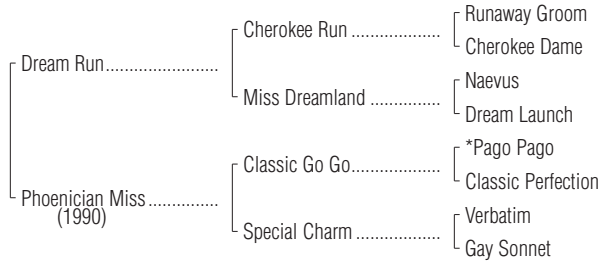 Runaway Groom
Cherokee Run ..................
Cherokee Dame
Dream Run.......................
Naevus
Miss Dreamland ..............
Dream Launch
*Pago Pago
Classic Go Go..................
Classic Perfection
Phoenician Miss..............
(1990)
Verbatim
Special Charm .................
Gay Sonnet